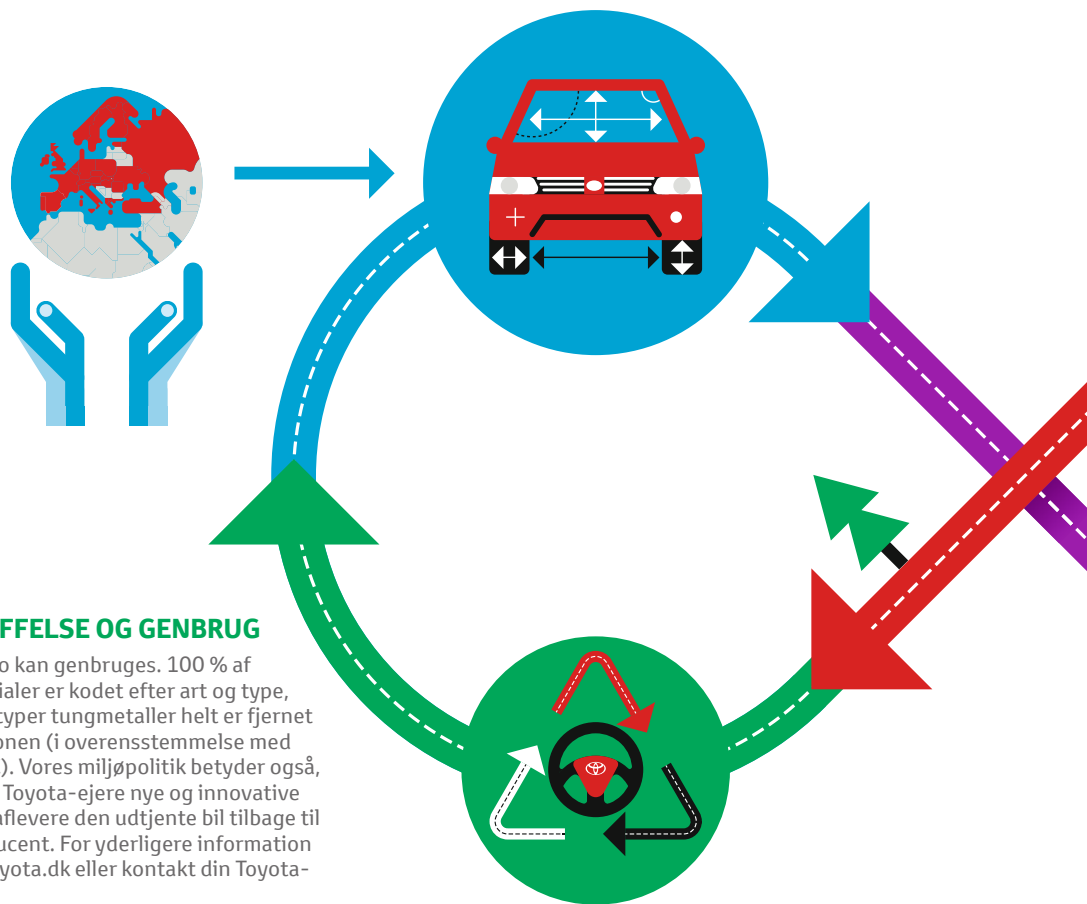 FFELSE OG GENBRUG
o kan genbruges. 100 % af
ialer er kodet efter art og type,
typer tungmetaller helt er fjernet
onen (i overensstemmelse med
). Vores miljøpolitik betyder også,
Toyota-ejere nye og innovative
aflevere den udtjente bil tilbage til
ucent. For yderligere information
yota.dk eller kontakt din Toyota-